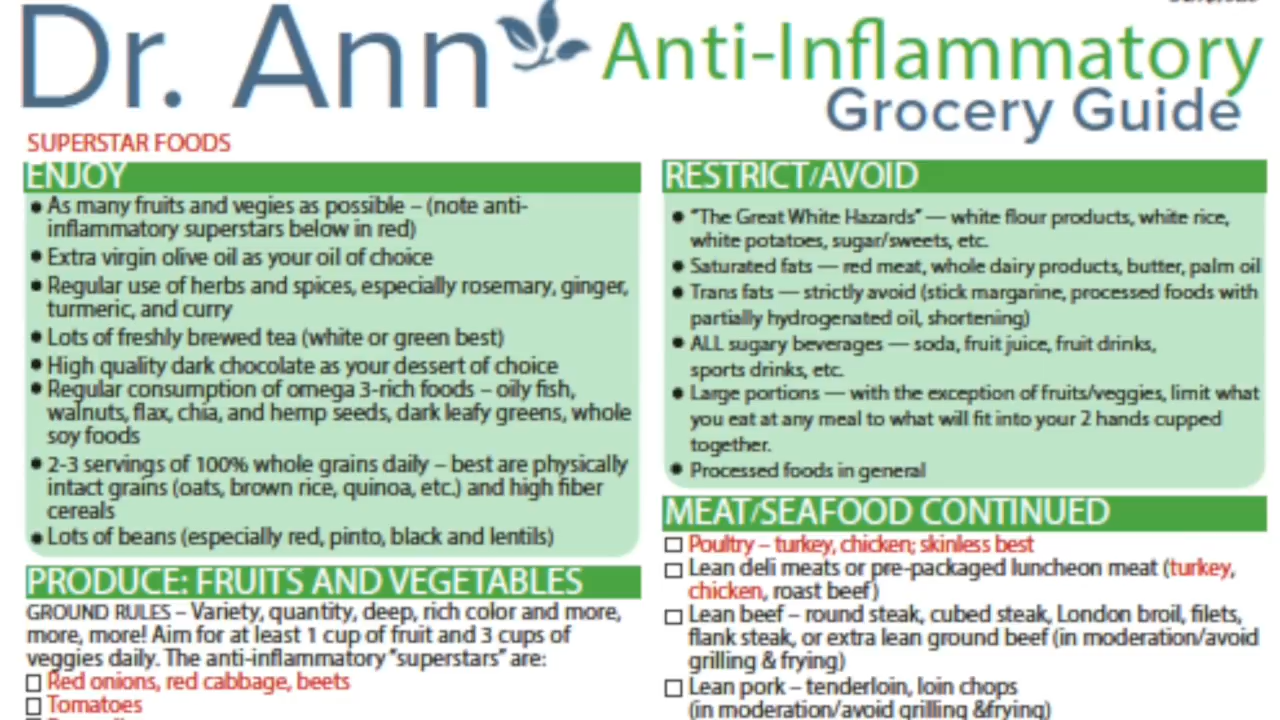 Dr. Ann
Anti-Inflammatory
Grocery Guide
SUPERSTAR FOODS
ENJOY
• As many fruits and vegies as possible – (note anti-
inflammatory superstars below in red)
• Extra virgin olive oil as your oil of choice
• Regular use of herbs and spices, especially rosemary, ginger,
turmeric, and curry
• Lots of freshly brewed tea (white or green best)
• High quality dark chocolate as your dessert of choice
• Regular consumption of omega 3-rich foods – oily fish,
walnuts, flax, chia, and hemp seeds, dark leafy greens, whole
soy foods
• 2-3 servings of 100% whole grains daily – best are physically
intact grains (oats, brown rice, quinoa, etc.) and high fiber
cereals
• Lots of beans (especially red, pinto, black and lentils)
PRODUCE: FRUITS AND VEGETABLES
GROUND RULES – Variety, quantity, deep, rich color and more,
more, more! Aim for at least 1 cup of fruit and 3 cups of
veggies daily. The anti-inflammatory "superstars" are:
☐ Red onions, red cabbage, beets
☐ Tomatoes
RESTRICT/AVOID
• "The Great White Hazards" — white flour products, white rice,
white potatoes, sugar/sweets, etc.
• Saturated fats — red meat, whole dairy products, butter, palm oil
• Trans fats — strictly avoid (stick margarine, processed foods with
partially hydrogenated oil, shortening)
• ALL sugary beverages — soda, fruit juice, fruit drinks,
sports drinks, etc.
• Large portions — with the exception of fruits/veggies, limit what
you eat at any meal to what will fit into your 2 hands cupped
together.
• Processed foods in general
MEAT/SEAFOOD CONTINUED
☐ Poultry – turkey, chicken; skinless best
☐ Lean deli meats or pre-packaged luncheon meat (turkey,
chicken, roast beef)
☐ Lean beef – round steak, cubed steak, London broil, filets,
flank steak, or extra lean ground beef (in moderation/avoid
grilling & frying)
☐ Lean pork – tenderloin, loin chops
(in moderation/avoid grilling &frying)